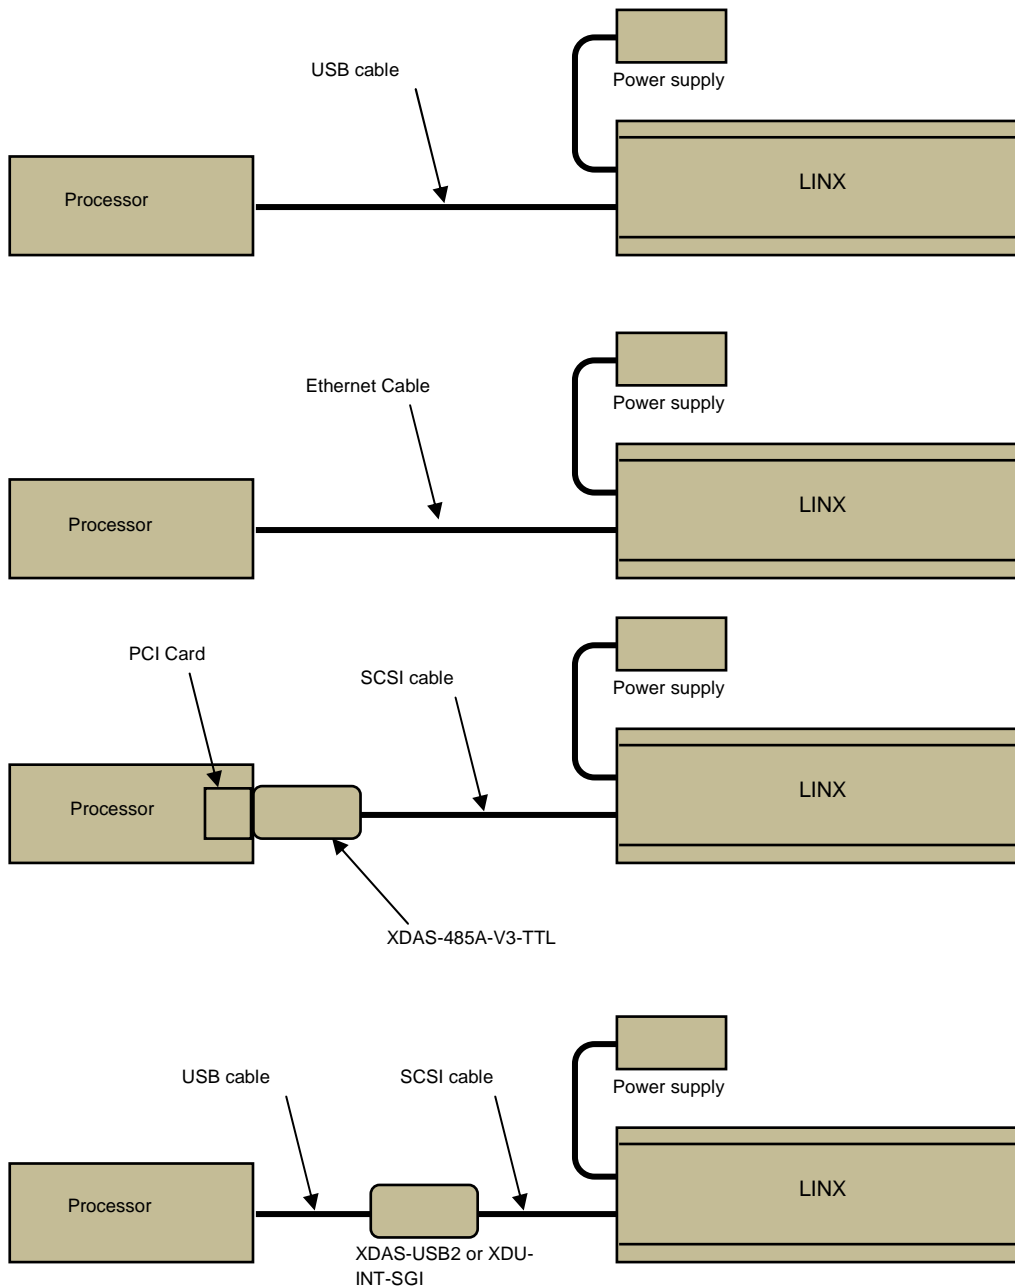 USB cable
Power supply
Processor
LINX
Ethernet Cable
Power supply
Processor
LINX
PCI Card
SCSI cable
Power supply
Processor
LINX
XDAS-485A-V3-TTL
USB cable
SCSI cable
Power supply
Processor
LINX
XDAS-USB2 or XDU-
INT-SGI